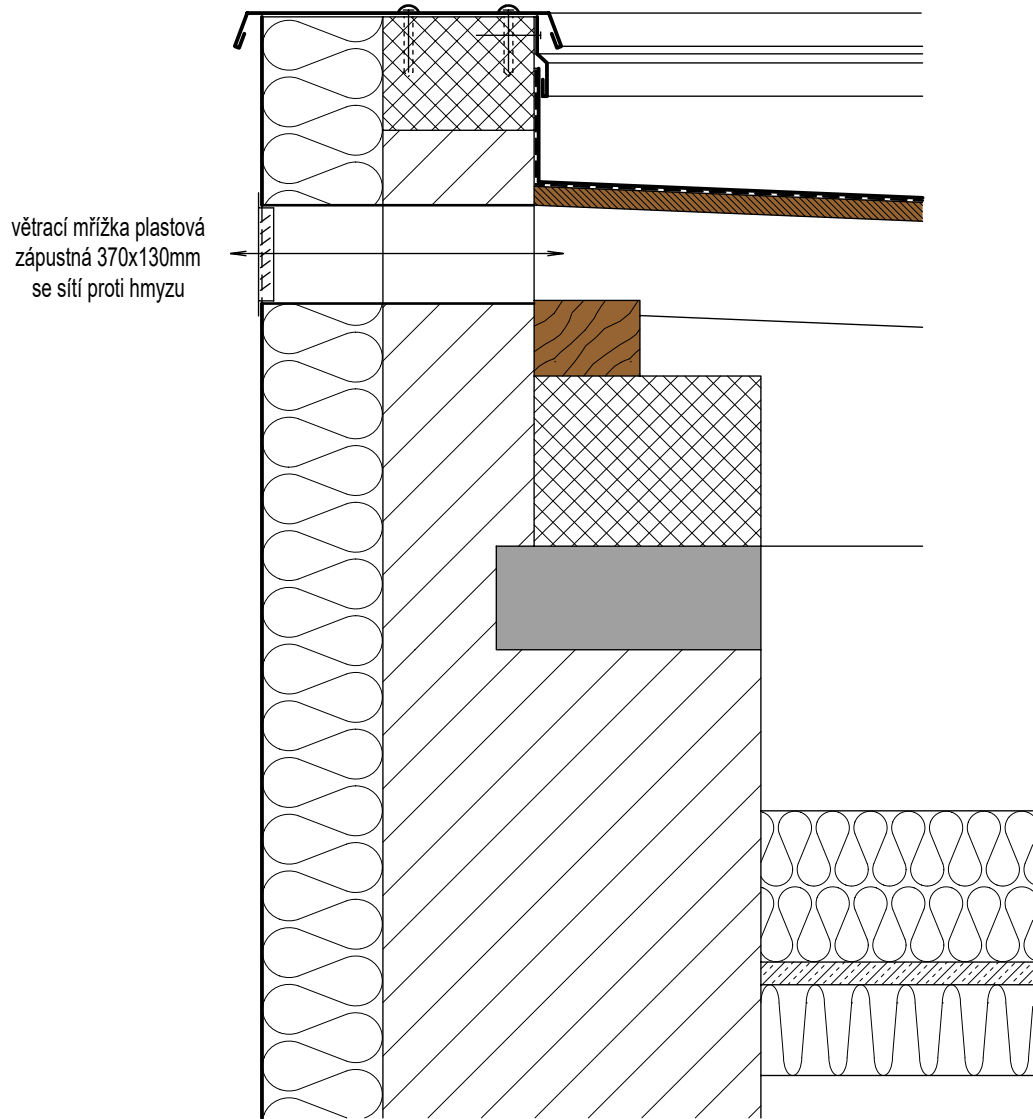 větrací mřížka plastová
zápustná 370x130mm
se sítí proti hmyzu